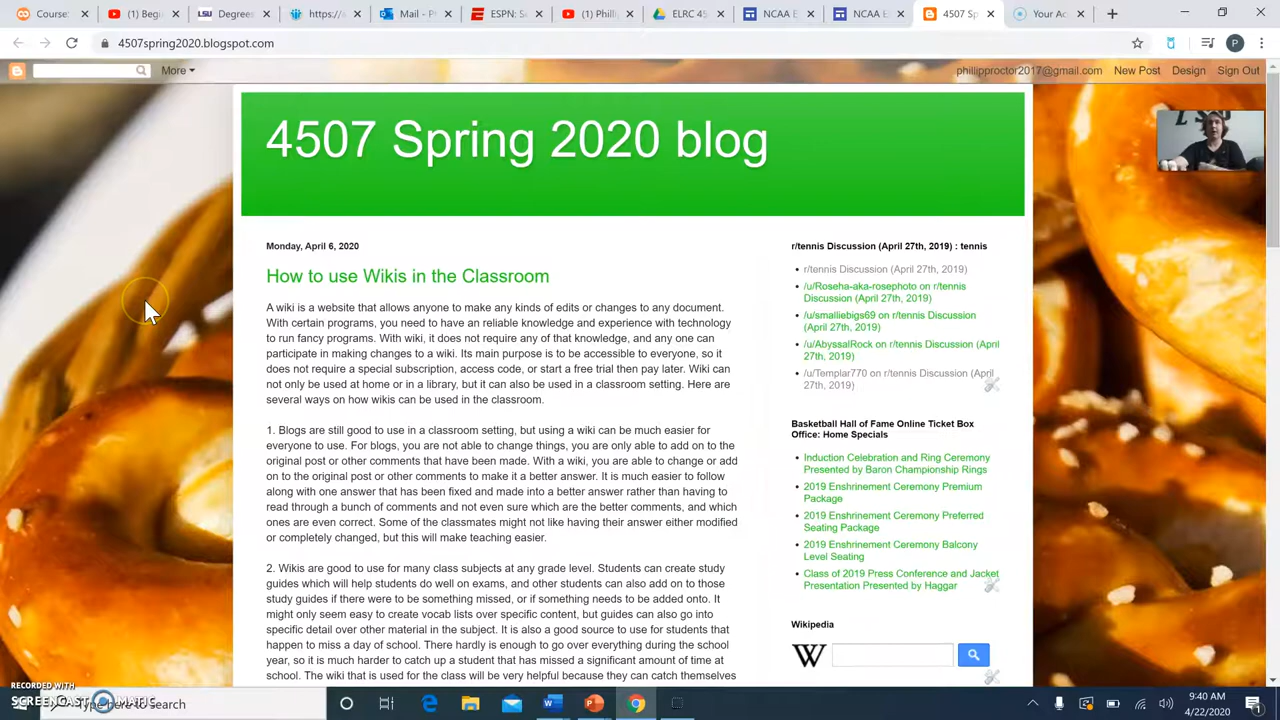 (1) Begi
LSU
Degrees
https:/
Mail - P
ESPN: Se
(1) Philli
ELRC 45
NCAA
NCAA E
4507 Sp
Your Ac
4507spring2020.blogspot.com
P
More
phillipproctor2017@gmail.com New Post Design Sign Out
4507 Spring 2020 blog
Monday, April 6, 2020
How to use Wikis in the Classroom
A wiki is a website that allows anyone to make any kinds of edits or changes to any document.
With certain programs, you need to have an reliable knowledge and experience with technology
to run fancy programs. With wiki, it does not require any of that knowledge, and any one can
participate in making changes to a wiki. Its main purpose is to be accessible to everyone, so it
does not require a special subscription, access code, or start a free trial then pay later. Wiki can
not only be used at home or in a library, but it can also be used in a classroom setting. Here are
several ways on how wikis can be used in the classroom.
1. Blogs are still good to use in a classroom setting, but using a wiki can be much easier for
everyone to use. For blogs, you are not able to change things, you are only able to add on to the
original post or other comments that have been made. With a wiki, you are able to change or add
on to the original post or other comments to make it a better answer. It is much easier to follow
along with one answer that has been fixed and made into a better answer rather than having to
read through a bunch of comments and not even sure which are the better comments, and which
ones are even correct. Some of the classmates might not like having their answer either modified
or completely changed, but this will make teaching easier.
2. Wikis are good to use for many class subjects at any grade level. Students can create study
guides which will help students do well on exams, and other students can also add on to those
study guides if there were to be something missed, or if something needs to be added onto. It
might only seem easy to create vocab lists over specific content, but guides can also go into
specific detail over other material in the subject. It is also a good source to use for students that
happen to miss a day of school. There hardly is enough to go over everything during the school
year, so it is much harder to catch up a student that has missed a significant amount of time at
school. The wiki that is used for the class will be very helpful because they can catch themselves
r/tennis Discussion (April 27th, 2019) : tennis
r/tennis Discussion (April 27th, 2019)
/u/Roseha-aka-rosephoto on r/tennis
Discussion (April 27th, 2019)
/u/smalliebigs69 on r/tennis Discussion
(April 27th, 2019)
/u/AbyssalRock on r/tennis Discussion (April
27th, 2019)
/u/Templar770 on r/tennis Discussion (April
27th, 2019)
Basketball Hall of Fame Online Ticket Box
Office: Home Specials
Induction Celebration and Ring Ceremony
Presented by Baron Championship Rings
2019 Enshrinement Ceremony Premium
Package
2019 Enshrinement Ceremony Preferred
Seating Package
2019 Enshrinement Ceremony Balcony
Level Seating
Class of 2019 Press Conference and Jacket
Presentation Presented by Haggar
Wikipedia
W
RECORDED WITH
SCREENCAST MATIC
Type here to search
9:40 AM
4/22/2020